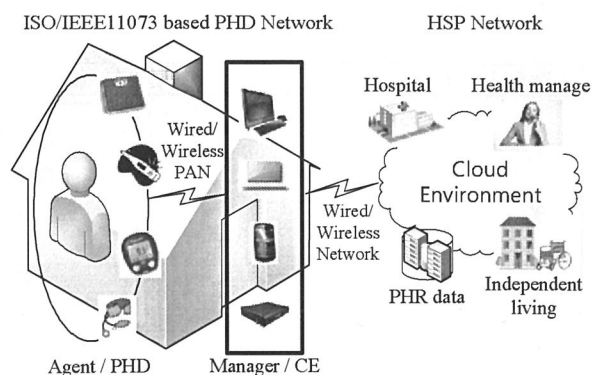 ISO/IEEE11073 based PHD Network
HSP Network
Hospital
Health manage
Wired/
Wireless
PAN
Cloud
Environment
Wired/
Wireless
Network
PHR data
Independent
living
Agent / PHD
Manager / CE